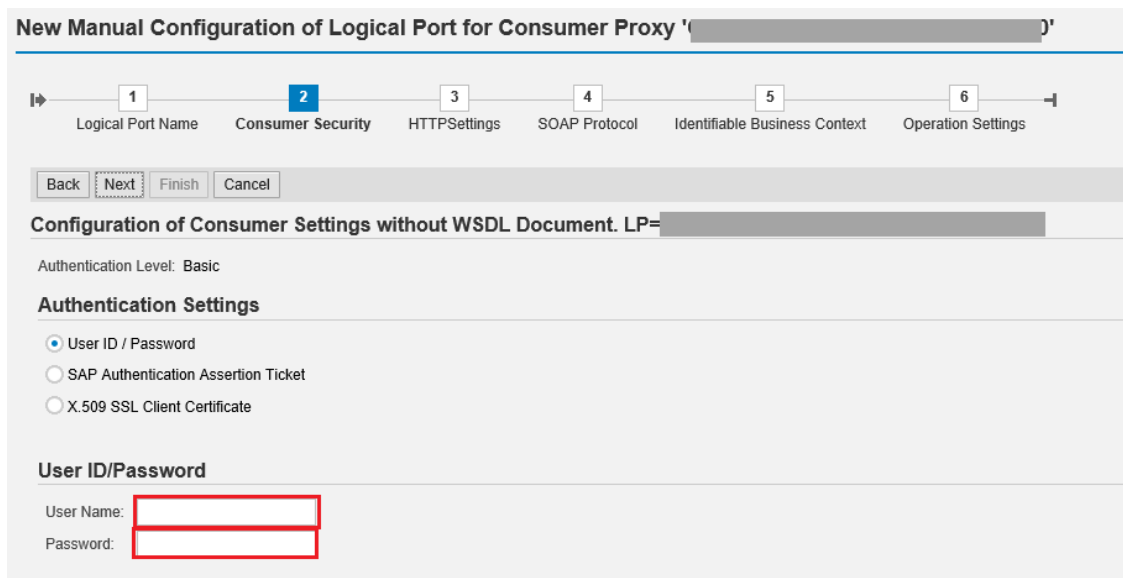 New Manual Configuration of Logical Port for Consumer Proxy '
1 2 3 4 5 6
Logical Port Name Consumer Security HTTPSettings SOAP Protocol Identifiable Business Context Operation Settings
Back Next Finish Cancel
Configuration of Consumer Settings without WSDL Document. LP=
Authentication Level: Basic
Authentication Settings
User ID / Password
SAP Authentication Assertion Ticket
X.509 SSL Client Certificate
User ID/Password
User Name:
Password: